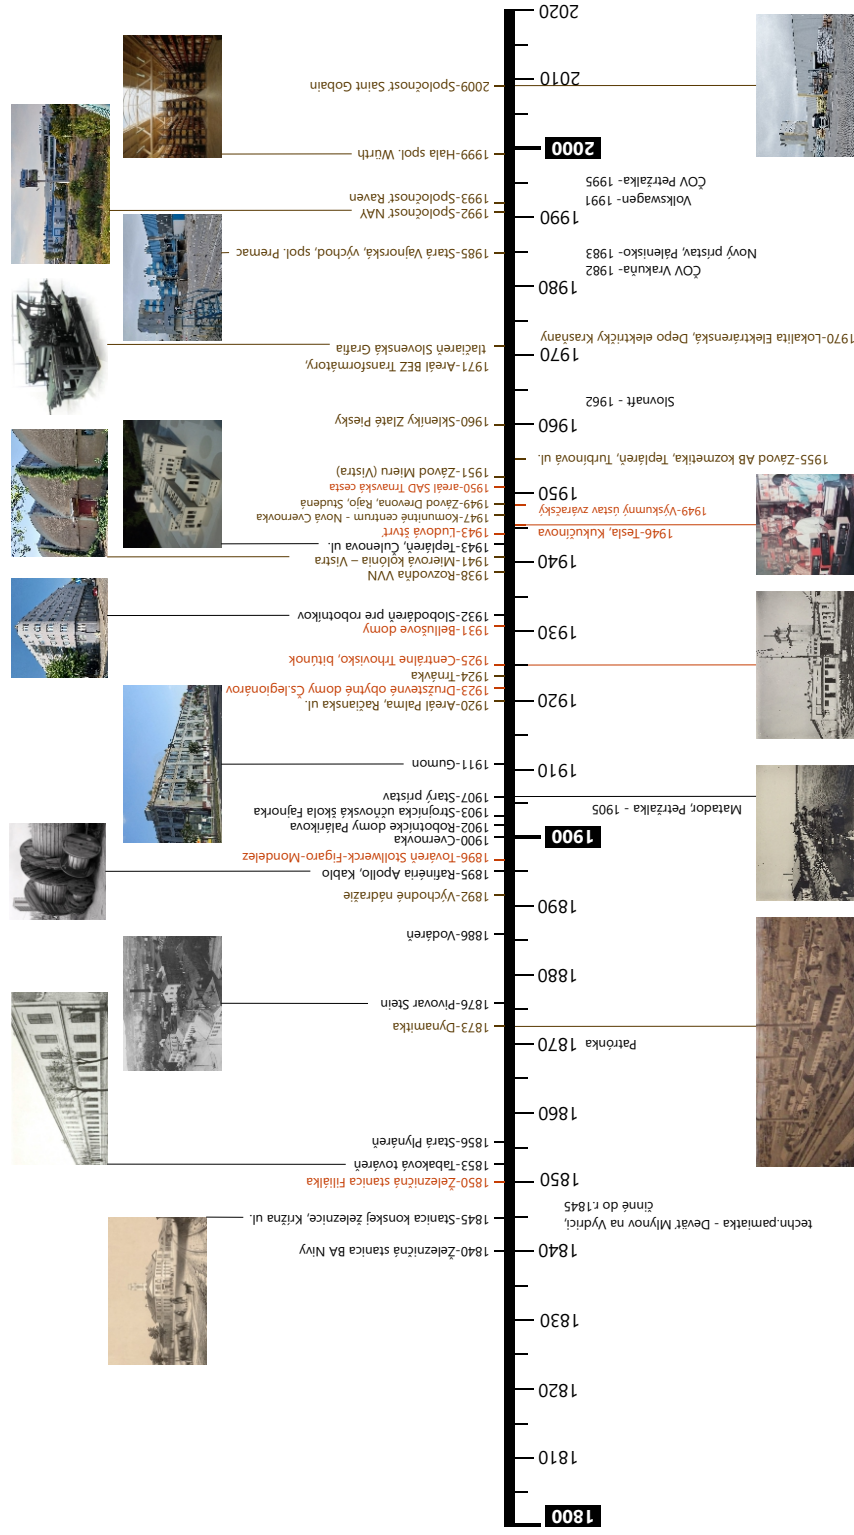 1800
1810
1820
1830
1840
1850
1860
1870
1880
1890
1900
1910
1920
1930
1940
1950
1960
1970
1980
1990
2000
2010
2020
techn.pamiatka - Deväť Mlynov na Vydrici,
činné do r.1845
Patrónka
Matador, Petržalka - 1905
1946-Tesla, Kukučínova
1949-Výskumný ústav zváračský
1955-Závod AB kozmetika, Tepláreň, Turbínová ul.
Slovnaft - 1962
1970-Lokalita Elektrárenská, Depo električky Krasňany
ČOV Vrakuňa- 1982
Nový prístav, Pálenisko- 1983
Volkswagen- 1991
ČOV Petržalka- 1995
1840-Železničná stanica BA Nivy
1845-Stanica konskej železnice, Krížna ul.
1850-Železničná stanica Filiálka
1853-Tabaková továreň
1856-Stará Plynáreň
1873-Dynamitka
1876-Pivovar Stein
1886-Vodáreň
1892-Východné nádražie
1895-Rafinéria Apollo, Kablo
1896-Továreň Stollwerck-Figaro-Mondelez
1900-Cvernovka
1902-Robotnícke domy Palárikova
1903-Strojnícka učňovská škola Fajnorka
1907-Starý prístav
1911-Gumon
1920-Areál Palma, Račianska ul.
1923-Družstevné obytné domy Čs.legionárov
1924-Trnávka
1925-Centrálne Trhovisko, bitúnok
1931-Bellušove domy
1932-Slobodáreň pre robotníkov
1938-Rozvodňa VVN
1941-Mierová kolónia – Vistra
1943-Tepláreň, Čulenova ul.
1943-Ľudová štvrť
1947-Komunitné centrum - Nová Cvernovka
1949-Závod Drevona, Rajo, Studená
1950-areál SAD Trnavská cesta
1951-Závod Mieru (Vistra)
1960-Skleníky Zlaté Piesky
1971-Areál BEZ Transformátory,
tlačiareň Slovenská Grafia
1985-Stará Vajnorská, východ, spol. Premac
1992-Spoločnosť NAY
1993-Spoločnosť Raven
1999-Hala spol. Würth
2009-Spoločnosť Saint Gobain